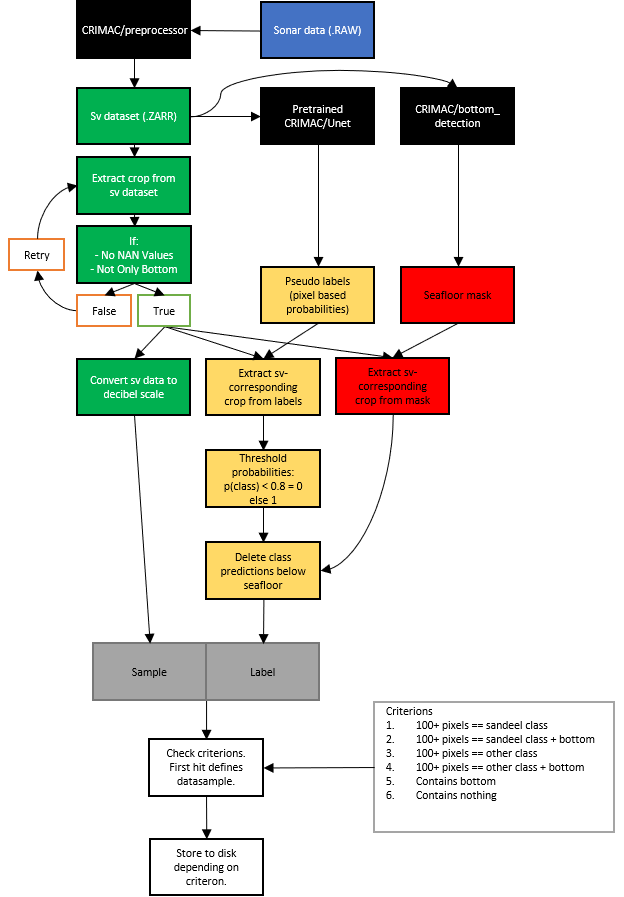 CRIMAC/preprocessor
Sonar data (.RAW)
Sv dataset (.ZARR)
Pretrained
CRIMAC/Unet
CRIMAC/bottom_
detection
Extract crop from
sv dataset
Retry
If:
- No NAN Values
- Not Only Bottom
False
True
Pseudo labels
(pixel based
probabilities)
Seafloor mask
Convert sv data to
decibel scale
Extract sv-
corresponding
crop from labels
Extract sv-
corresponding
crop from mask
Threshold
probabilities:
p(class) < 0.8 = 0
else 1
Delete class
predictions below
seafloor
Sample
Label
Criterions
1. 100+ pixels == sandeel class
2. 100+ pixels == sandeel class + bottom
3. 100+ pixels == other class
4. 100+ pixels == other class + bottom
5. Contains bottom
6. Contains nothing
Check criterions.
First hit defines
datasample.
Store to disk
depending on
criteron.